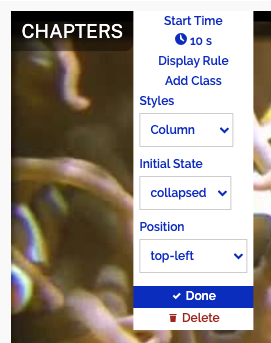 CHAPTERS
Start Time
10 s
Display Rule
Add Class
Styles
Column
Initial State
collapsed
Position
top-left
Done
Delete